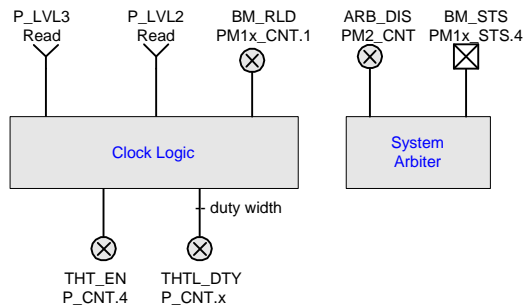 P_LVL3
Read
P_LVL2
Read
BM_RLD
PM1x_CNT.1
ARB_DIS
PM2_CNT
BM_STS
PM1x_STS.4
Clock Logic
System
Arbiter
duty width
THT_EN
P_CNT.4
THTL_DTY
P_CNT.x